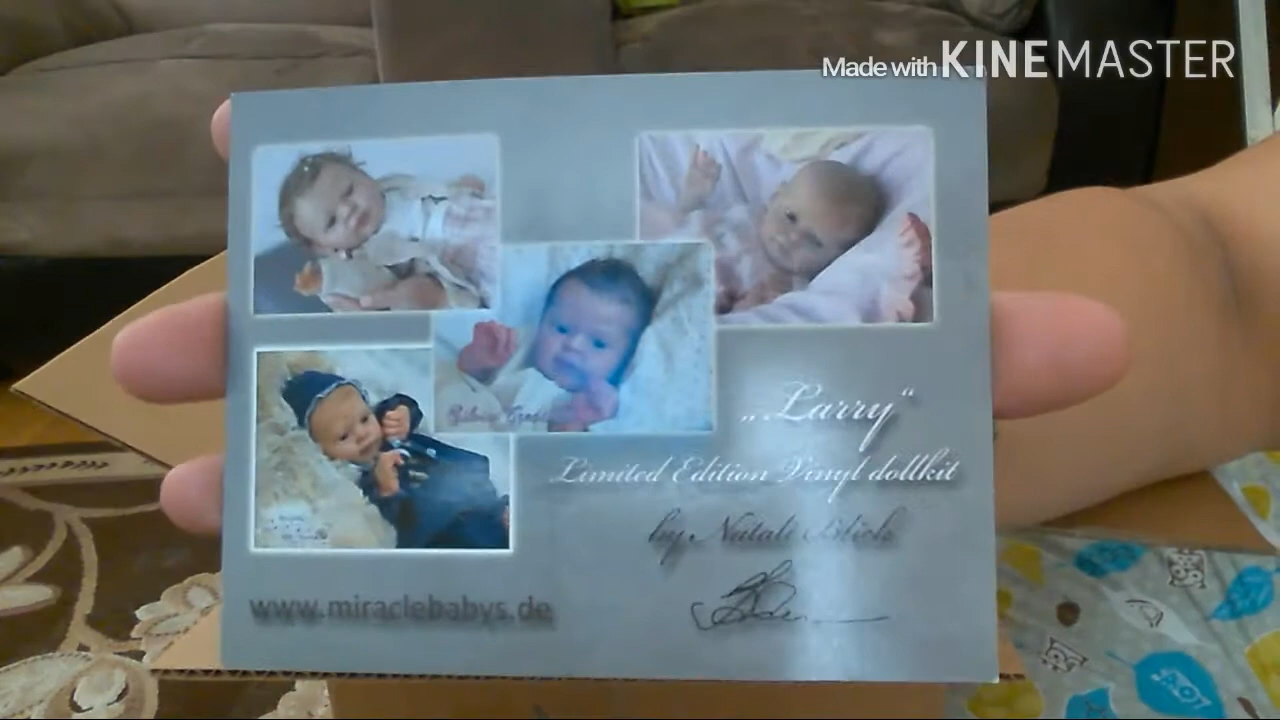 Made with KINEMASTER
„Larry“
Limited Edition Vinyl dollkit
by Natali Blick
www.miraclebabys.de